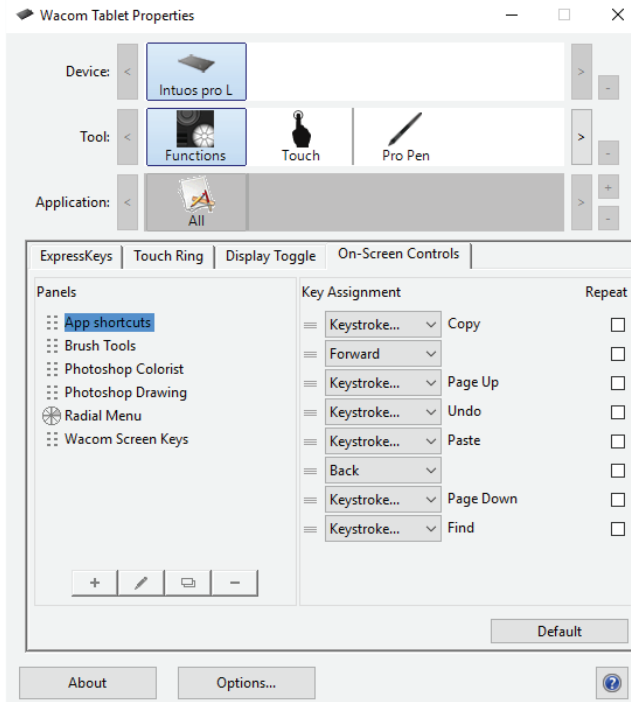 Wacom Tablet Properties
Device: < Intuos pro L > -
Tool: < Functions Touch Pro Pen > -
Application: < All > + -
ExpressKeys Touch Ring Display Toggle On-Screen Controls
Panels Key Assignment Repeat
App shortcuts Keystroke... Copy
Brush Tools Forward
Photoshop Colorist Keystroke... Page Up
Photoshop Drawing Keystroke... Undo
Radial Menu Keystroke... Paste
Wacom Screen Keys Back
Keystroke... Page Down
Keystroke... Find
+ -
Default
About Options... ?